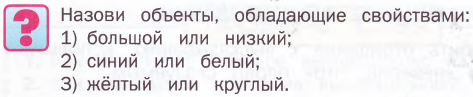 Назови объекты, обладающие свойствами:
1) большой или низкий;
2) синий или белый;
3) жёлтый или круглый.